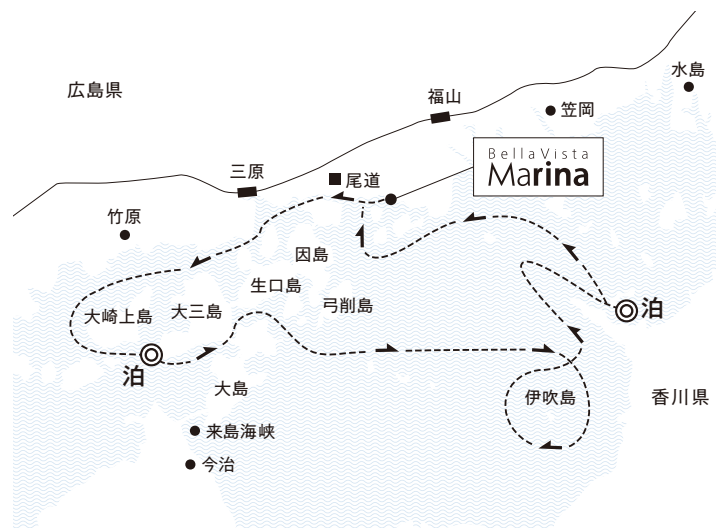 水島
広島県
福山
笠岡
BellaVista
Marina
三原
尾道
竹原
因島
生口島
弓削島
大崎上島
大三島
泊
泊
大島
伊吹島
香川県
来島海峡
今治